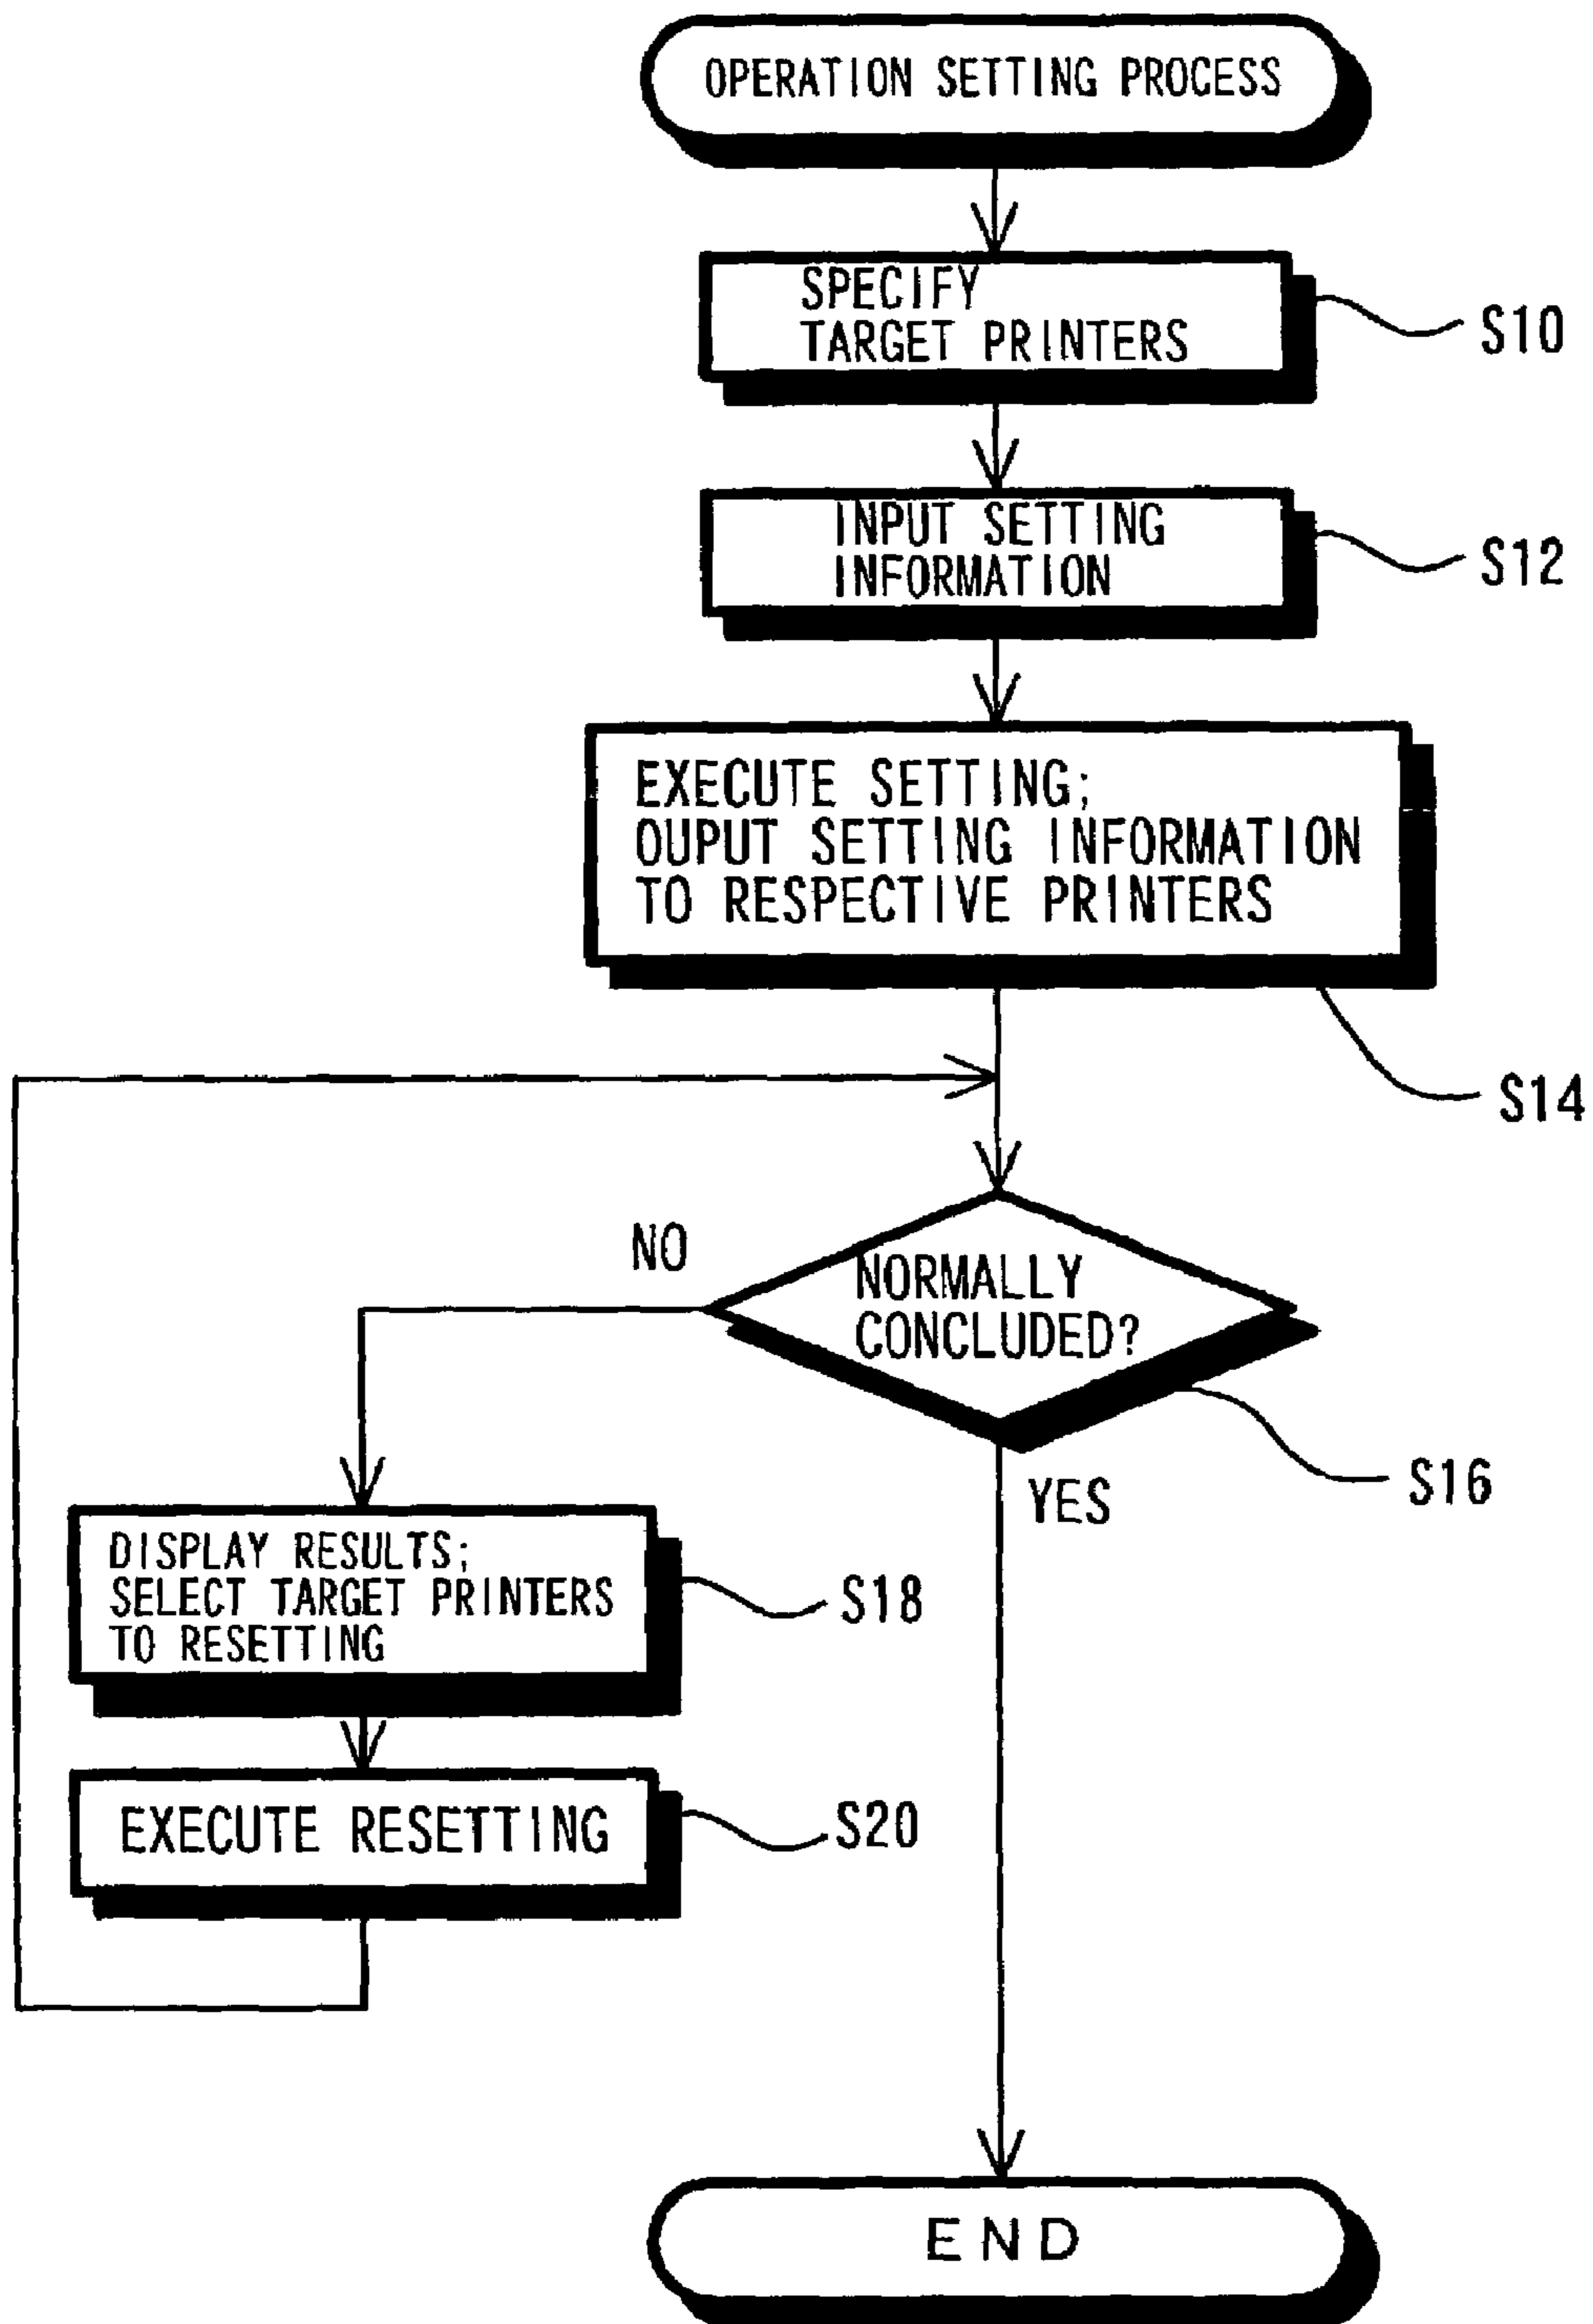 OPERATION SETTING PROCESS
SPECIFY
TARGET PRINTERS
S10
INPUT SETTING
INFORMATION
S12
EXECUTE SETTING;
OUPUT SETTING INFORMATION
TO RESPECTIVE PRINTERS
S14
NO
NORMALLY
CONCLUDED?
S16
YES
DISPLAY RESULTS;
SELECT TARGET PRINTERS
TO RESETTING
S18
EXECUTE RESETTING
S20
END